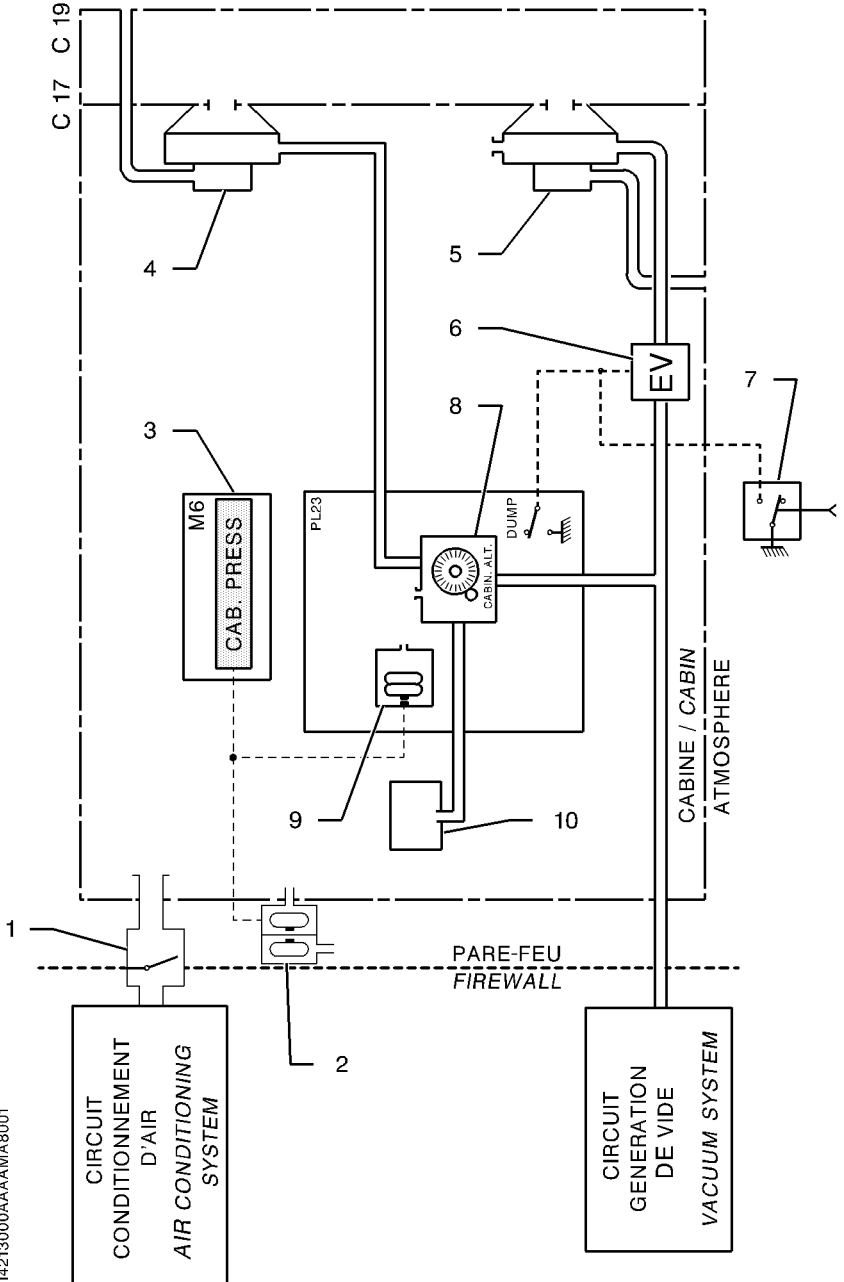 C 19
C 17
4
5
6
7
8
3
EV
M6
CAB. PRESS
PL23
DUMP
CABIN. ALT.
9
10
CABINE / CABIN
ATMOSPHERE
1
PARE-FEU
FIREWALL
2
CIRCUIT
CONDITIONNEMENT
D'AIR
AIR CONDITIONING
SYSTEM
CIRCUIT
GENERATION
DE VIDE
VACUUM SYSTEM